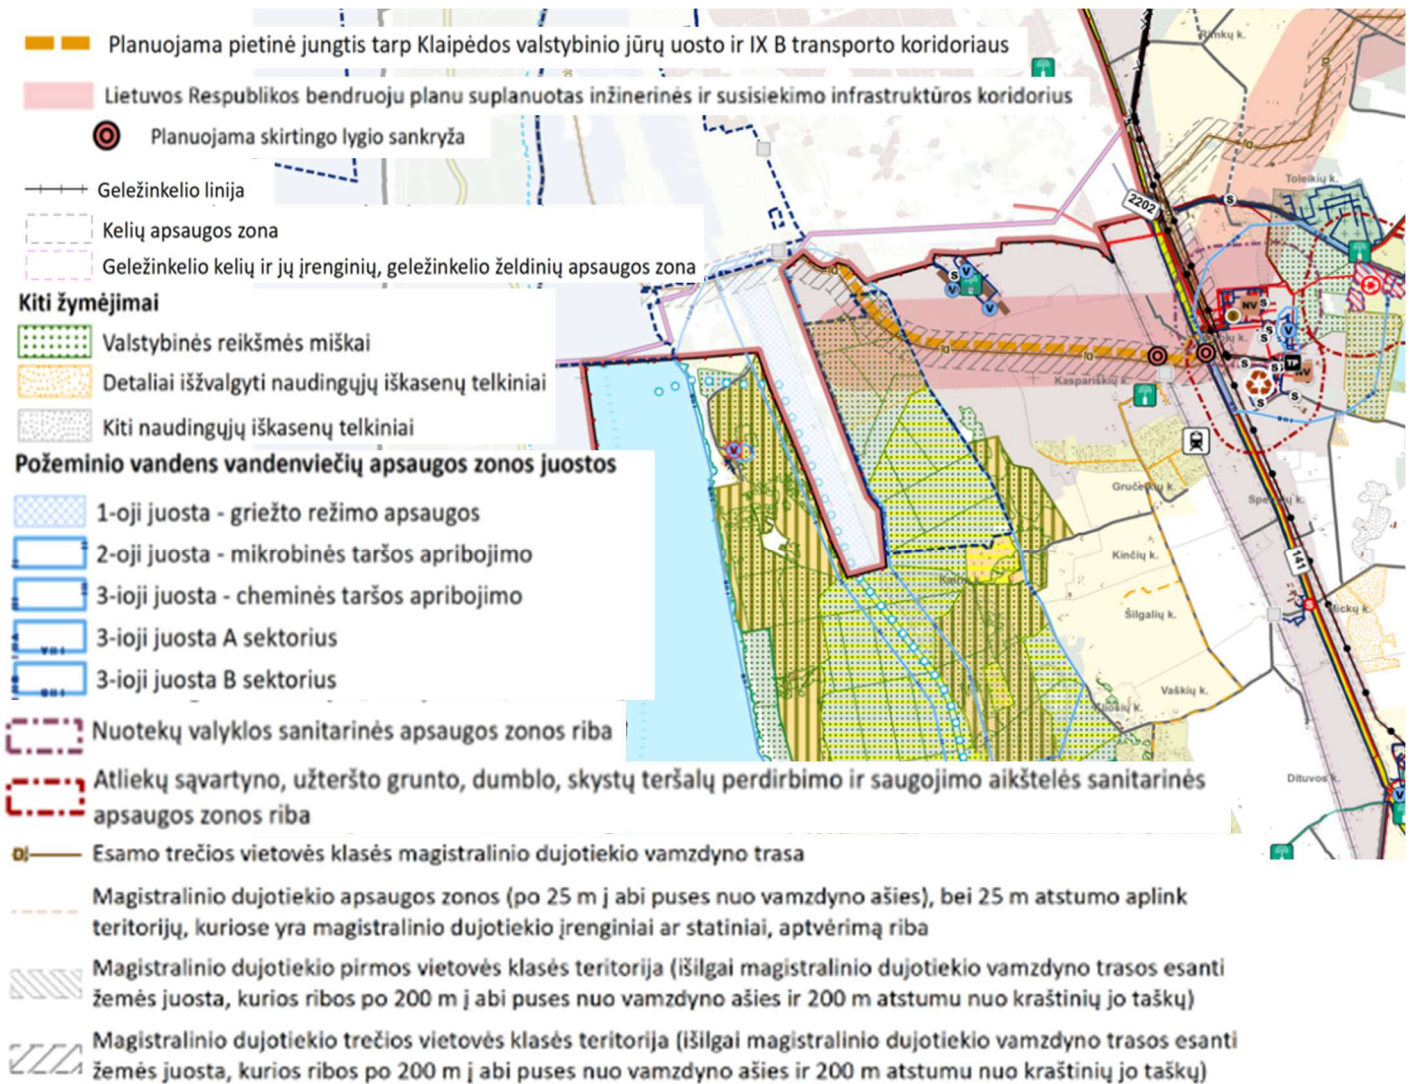 Planuojama pietinė jungtis tarp Klaipėdos valstybinio jūrų uosto ir IX B transporto koridoriaus
Lietuvos Respublikos bendruoju planu suplanuotas inžinerinės ir susisiekimo infrastruktūros koridorius
Planuojama skirtingo lygio sankryža
Geležinkelio linija
Kelių apsaugos zona
Geležinkelio kelių ir jų įrenginių, geležinkelio želdinių apsaugos zona
Kiti žymėjimai
Valstybinės reikšmės miškai
Detaliai išžvalgyti naudingųjų iškasenų telkiniai
Kiti naudingųjų iškasenų telkiniai
Požeminio vandens vandenviečių apsaugos zonos juostos
1-oji juosta - griežto režimo apsaugos
2-oji juosta - mikrobinės taršos apribojimo
3-ioji juosta - cheminės taršos apribojimo
3-ioji juosta A sektorius
3-ioji juosta B sektorius
Nuotekų valyklos sanitarinės apsaugos zonos riba
Atliekų sąvartyno, užteršto grunto, dumblo, skystų teršalų perdirbimo ir saugojimo aikštelės sanitarinės
apsaugos zonos riba
Esamo trečios vietovės klasės magistralinio dujotiekio vamzdyno trasa
Magistralinio dujotiekio apsaugos zonos (po 25 m į abi puses nuo vamzdyno ašies), bei 25 m atstumo aplink
teritorijų, kuriose yra magistralinio dujotiekio įrenginiai ar statiniai, aptvėrimą riba
Magistralinio dujotiekio pirmos vietovės klasės teritorija (išilgai magistralinio dujotiekio vamzdyno trasos esanti
žemės juosta, kurios ribos po 200 m į abi puses nuo vamzdyno ašies ir 200 m atstumu nuo kraštinių jo taškų)
Magistralinio dujotiekio trečios vietovės klasės teritorija (išilgai magistralinio dujotiekio vamzdyno trasos esanti
žemės juosta, kurios ribos po 200 m į abi puses nuo vamzdyno ašies ir 200 m atstumu nuo kraštinių jo taškų)
Rimkų k.
Toleikių k.
2202
S
S
V
V
V
NV
S
S
V
Kaspariškių k.
S
S
TP
NV
S
S
V
k.
Kinčių k.
141
Šilgalių k.
S
Vaškių k.
Dituvos k.
V